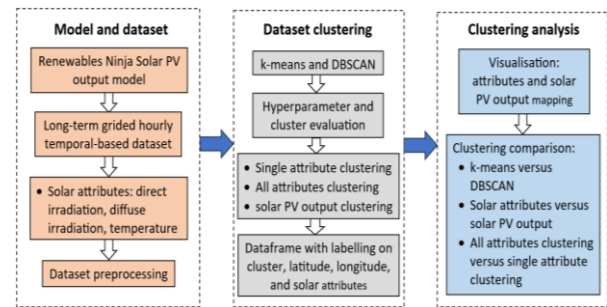 Model and dataset
Renewables Ninja Solar PV
output model
Long-term grided hourly
temporal-based dataset
• Solar attributes: direct
irradiation, diffuse
irradiation, temperature
Dataset preprocessing
Dataset clustering
k-means and DBSCAN
Hyperparameter and
cluster evaluation
• Single attribute clustering
• All attributes clustering
• solar PV output clustering
Dataframe with labelling on
cluster, latitude, longitude,
and solar attributes
Clustering analysis
Visualisation:
attributes and solar
PV output mapping
Clustering comparison:
• k-means versus
DBSCAN
• Solar attributes versus
solar PV output
• All attributes clustering
versus single attribute
clustering